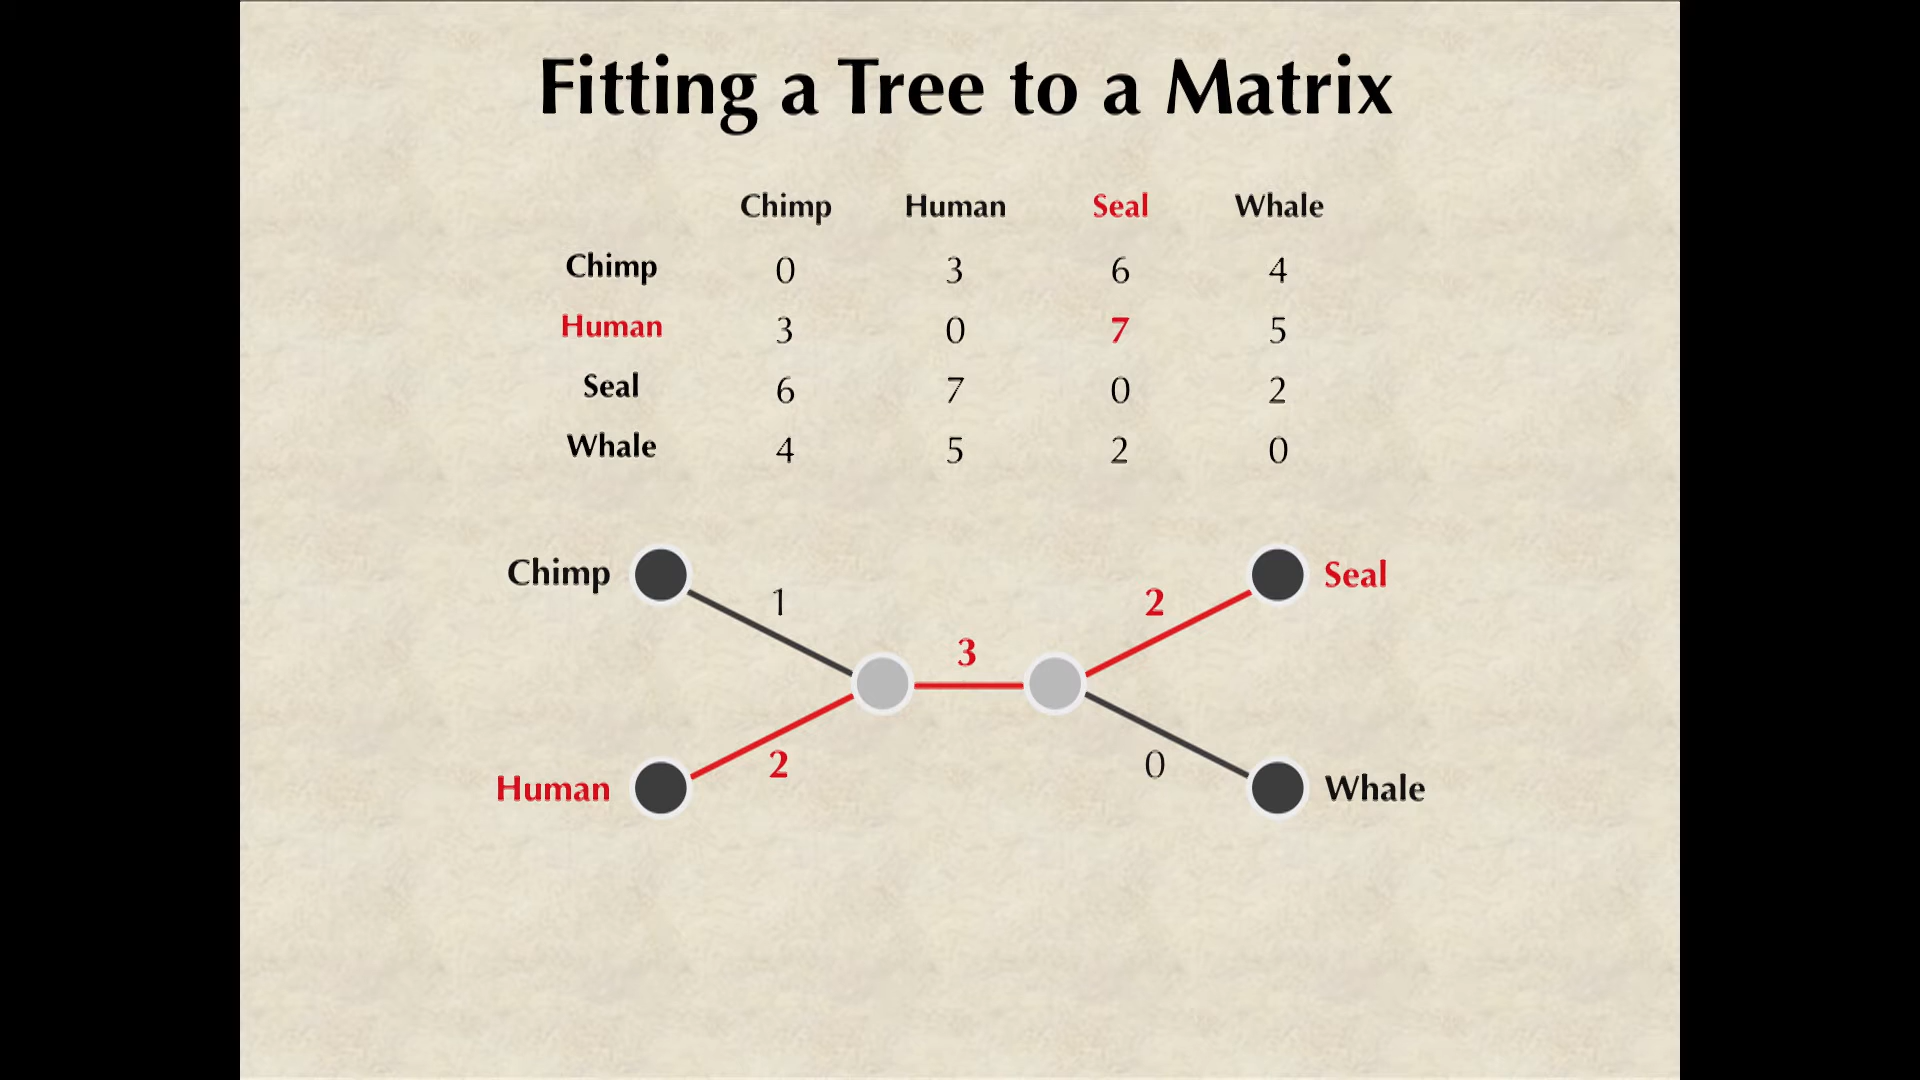 Fitting a Tree to a Matrix
Chimp Human Seal Whale
Chimp 0 3 6 4
Human 3 0 7 5
Seal 6 7 0 2
Whale 4 5 2 0
Chimp 1 2 Seal
3
Human 2 0 Whale